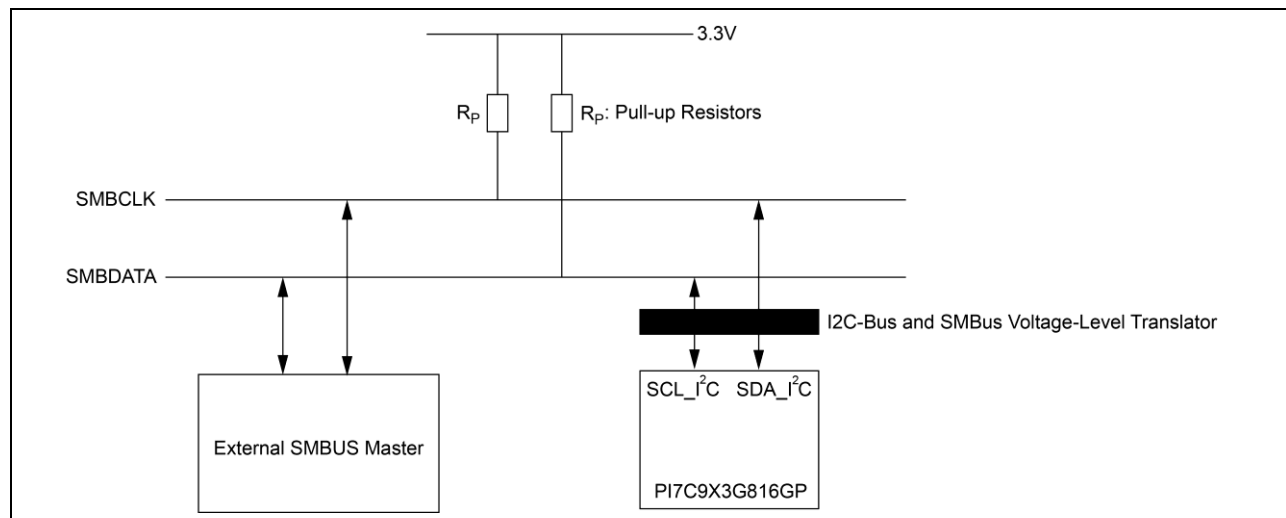 3.3V
R_P
R_P: Pull-up Resistors
SMBCLK
SMBDATA
I2C-Bus and SMBus Voltage-Level Translator
SCL_I²C SDA_I²C
External SMBUS Master
PI7C9X3G816GP